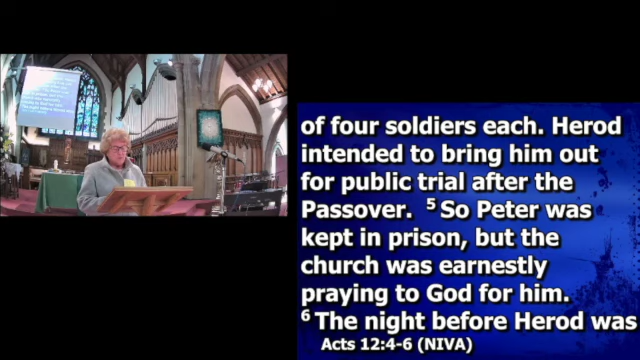 of four soldiers each. Herod
intended to bring him out
for public trial after the
Passover. ⁵ So Peter was
kept in prison, but the
church was earnestly
praying to God for him.
⁶ The night before Herod was
Acts 12:4-6 (NIVA)